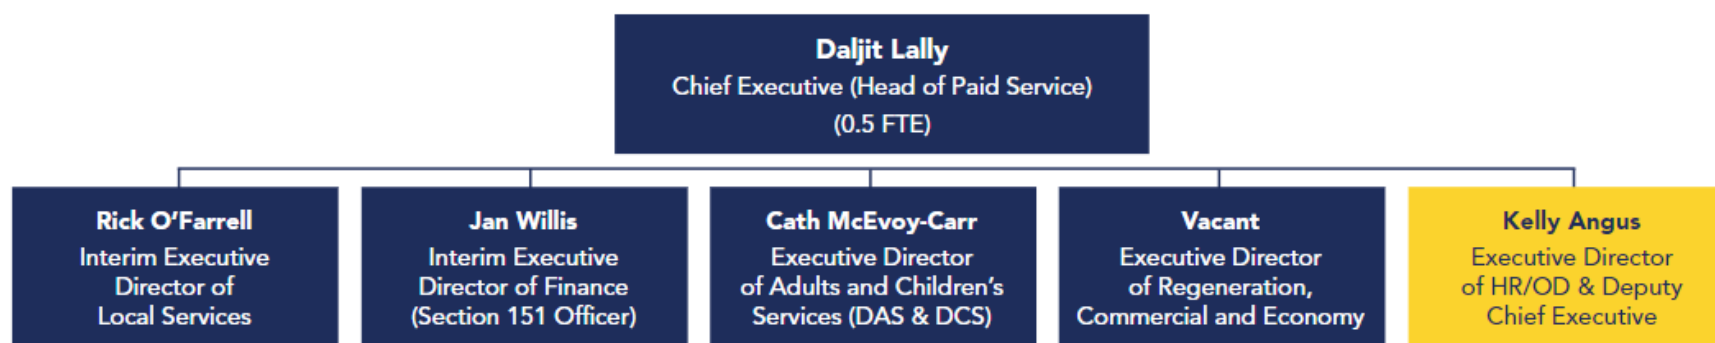 Daljit Lally
Chief Executive (Head of Paid Service)
(0.5 FTE)
Rick O’Farrell
Interim Executive
Director of
Local Services
Jan Willis
Interim Executive
Director of Finance
(Section 151 Officer)
Cath McEvoy-Carr
Executive Director
of Adults and Children’s
Services (DAS & DCS)
Vacant
Executive Director
of Regeneration,
Commercial and Economy
Kelly Angus
Executive Director
of HR/OD & Deputy
Chief Executive